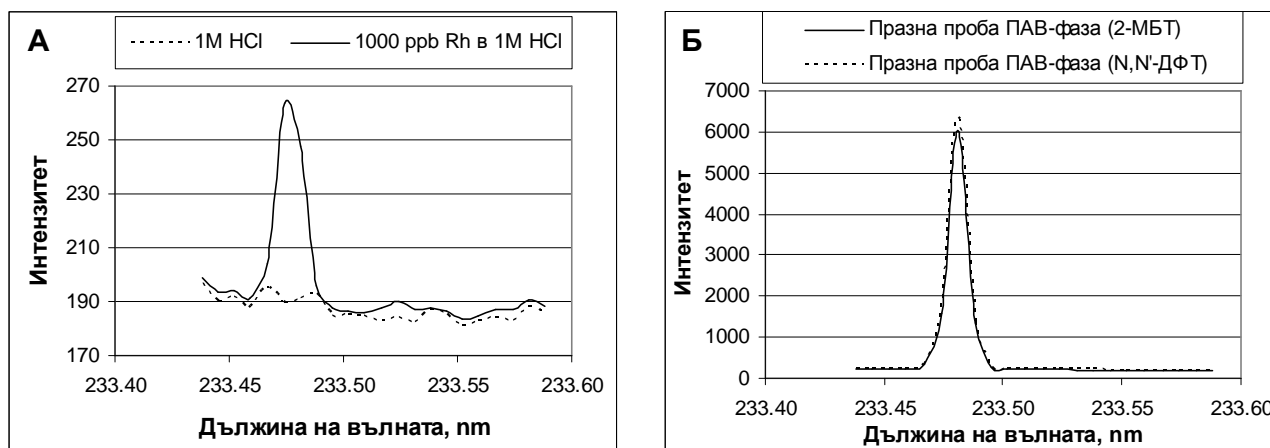 А
1M HCl
1000 ppb Rh в 1M HCl
270
250
230
210
190
170
Интензитет
233.40
233.45
233.50
233.55
233.60
Дължина на вълната, nm
Б
Празна проба ПАВ-фаза (2-МБТ)
Празна проба ПАВ-фаза (N,N'-ДФТ)
7000
6000
5000
4000
3000
2000
1000
0
Интензитет
233.40
233.45
233.50
233.55
233.60
Дължина на вълната, nm